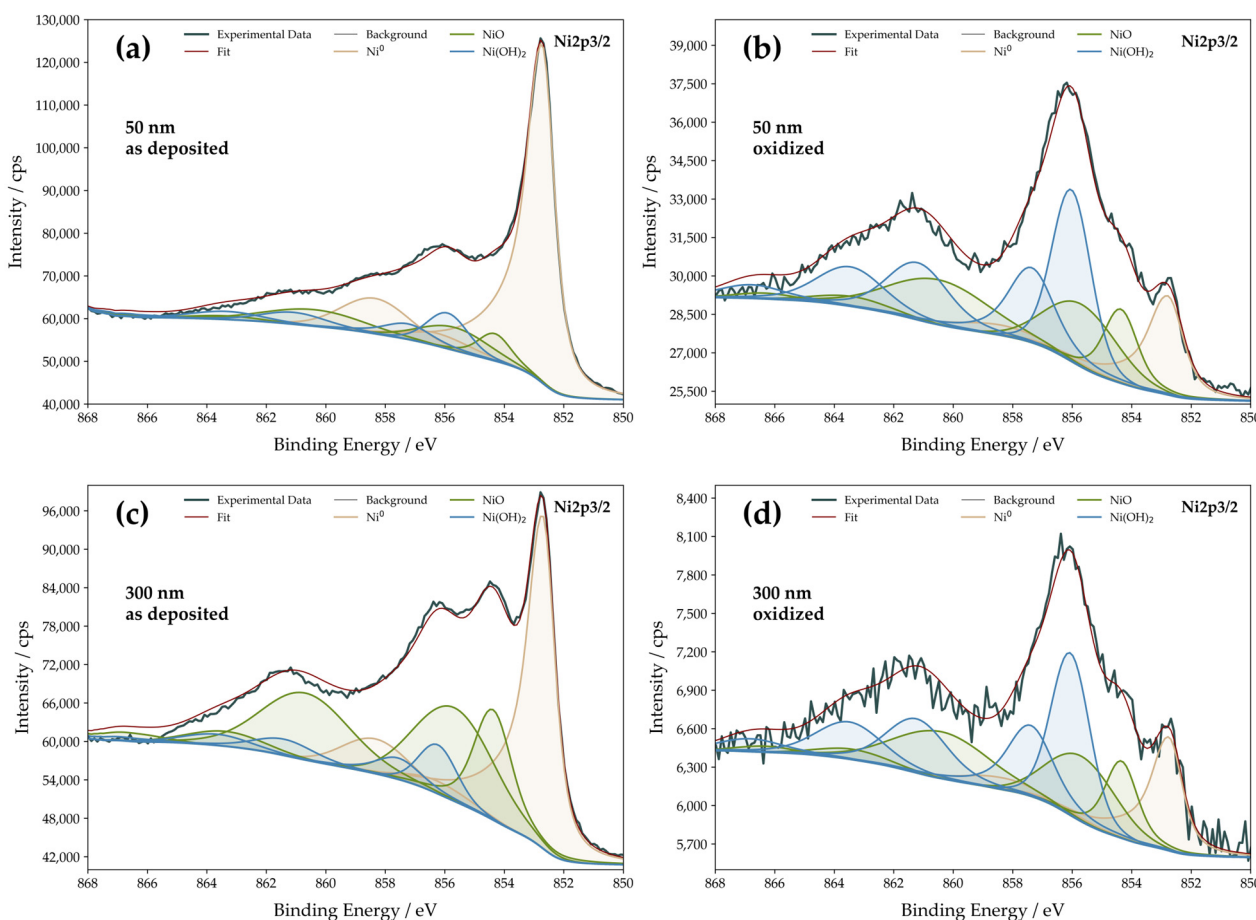 (a)
Experimental Data Background NiO
Fit Ni⁰ Ni(OH)₂
Ni2p3/2
50 nm
as deposited
Intensity / cps
130,000
120,000
110,000
100,000
90,000
80,000
70,000
60,000
50,000
40,000
868 866 864 862 860 858 856 854 852 850
Binding Energy / eV
(b)
Experimental Data Background NiO
Fit Ni⁰ Ni(OH)₂
Ni2p3/2
50 nm
oxidized
Intensity / cps
39,000
37,500
36,000
34,500
33,000
31,500
30,000
28,500
27,000
25,500
868 866 864 862 860 858 856 854 852 850
Binding Energy / eV
(c)
Experimental Data Background NiO
Fit Ni⁰ Ni(OH)₂
Ni2p3/2
300 nm
as deposited
Intensity / cps
96,000
90,000
84,000
78,000
72,000
66,000
60,000
54,000
48,000
42,000
868 866 864 862 860 858 856 854 852 850
Binding Energy / eV
(d)
Experimental Data Background NiO
Fit Ni⁰ Ni(OH)₂
Ni2p3/2
300 nm
oxidized
Intensity / cps
8,400
8,100
7,800
7,500
7,200
6,900
6,600
6,300
6,000
5,700
868 866 864 862 860 858 856 854 852 850
Binding Energy / eV